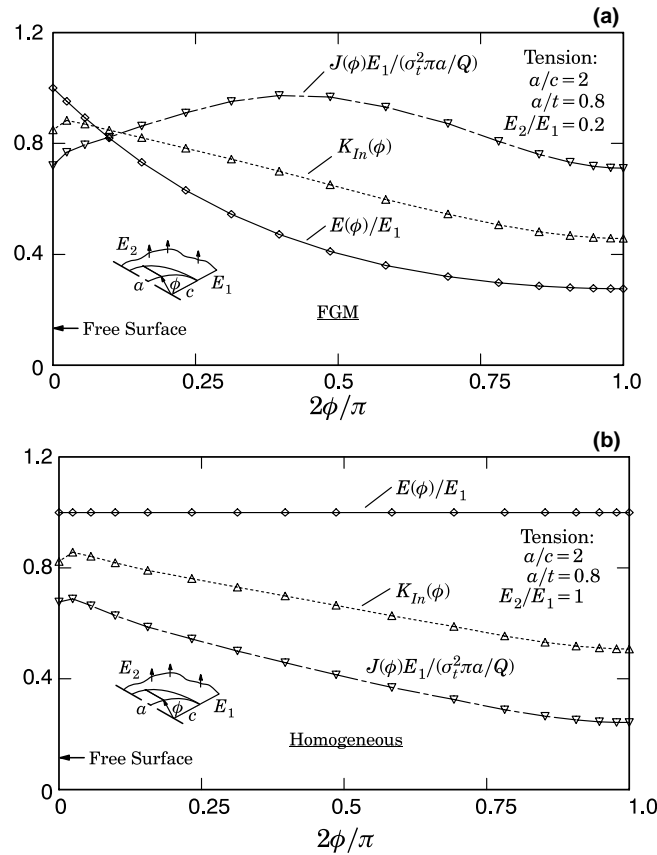 (a)
1.2
J(ϕ)E₁/(σₜ²πa/Q)
Tension:
a/c = 2
a/t = 0.8
E₂/E₁ = 0.2
0.8
K_In(ϕ)
E(ϕ)/E₁
0.4
E₂
E₁
a
ϕ
c
FGM
Free Surface
0
0
0.25
0.5
0.75
1.0
2ϕ/π
(b)
1.2
E(ϕ)/E₁
Tension:
a/c = 2
a/t = 0.8
E₂/E₁ = 1
0.8
K_In(ϕ)
0.4
J(ϕ)E₁/(σₜ²πa/Q)
E₂
E₁
a
ϕ
c
Homogeneous
Free Surface
0
0
0.25
0.5
0.75
1.0
2ϕ/π